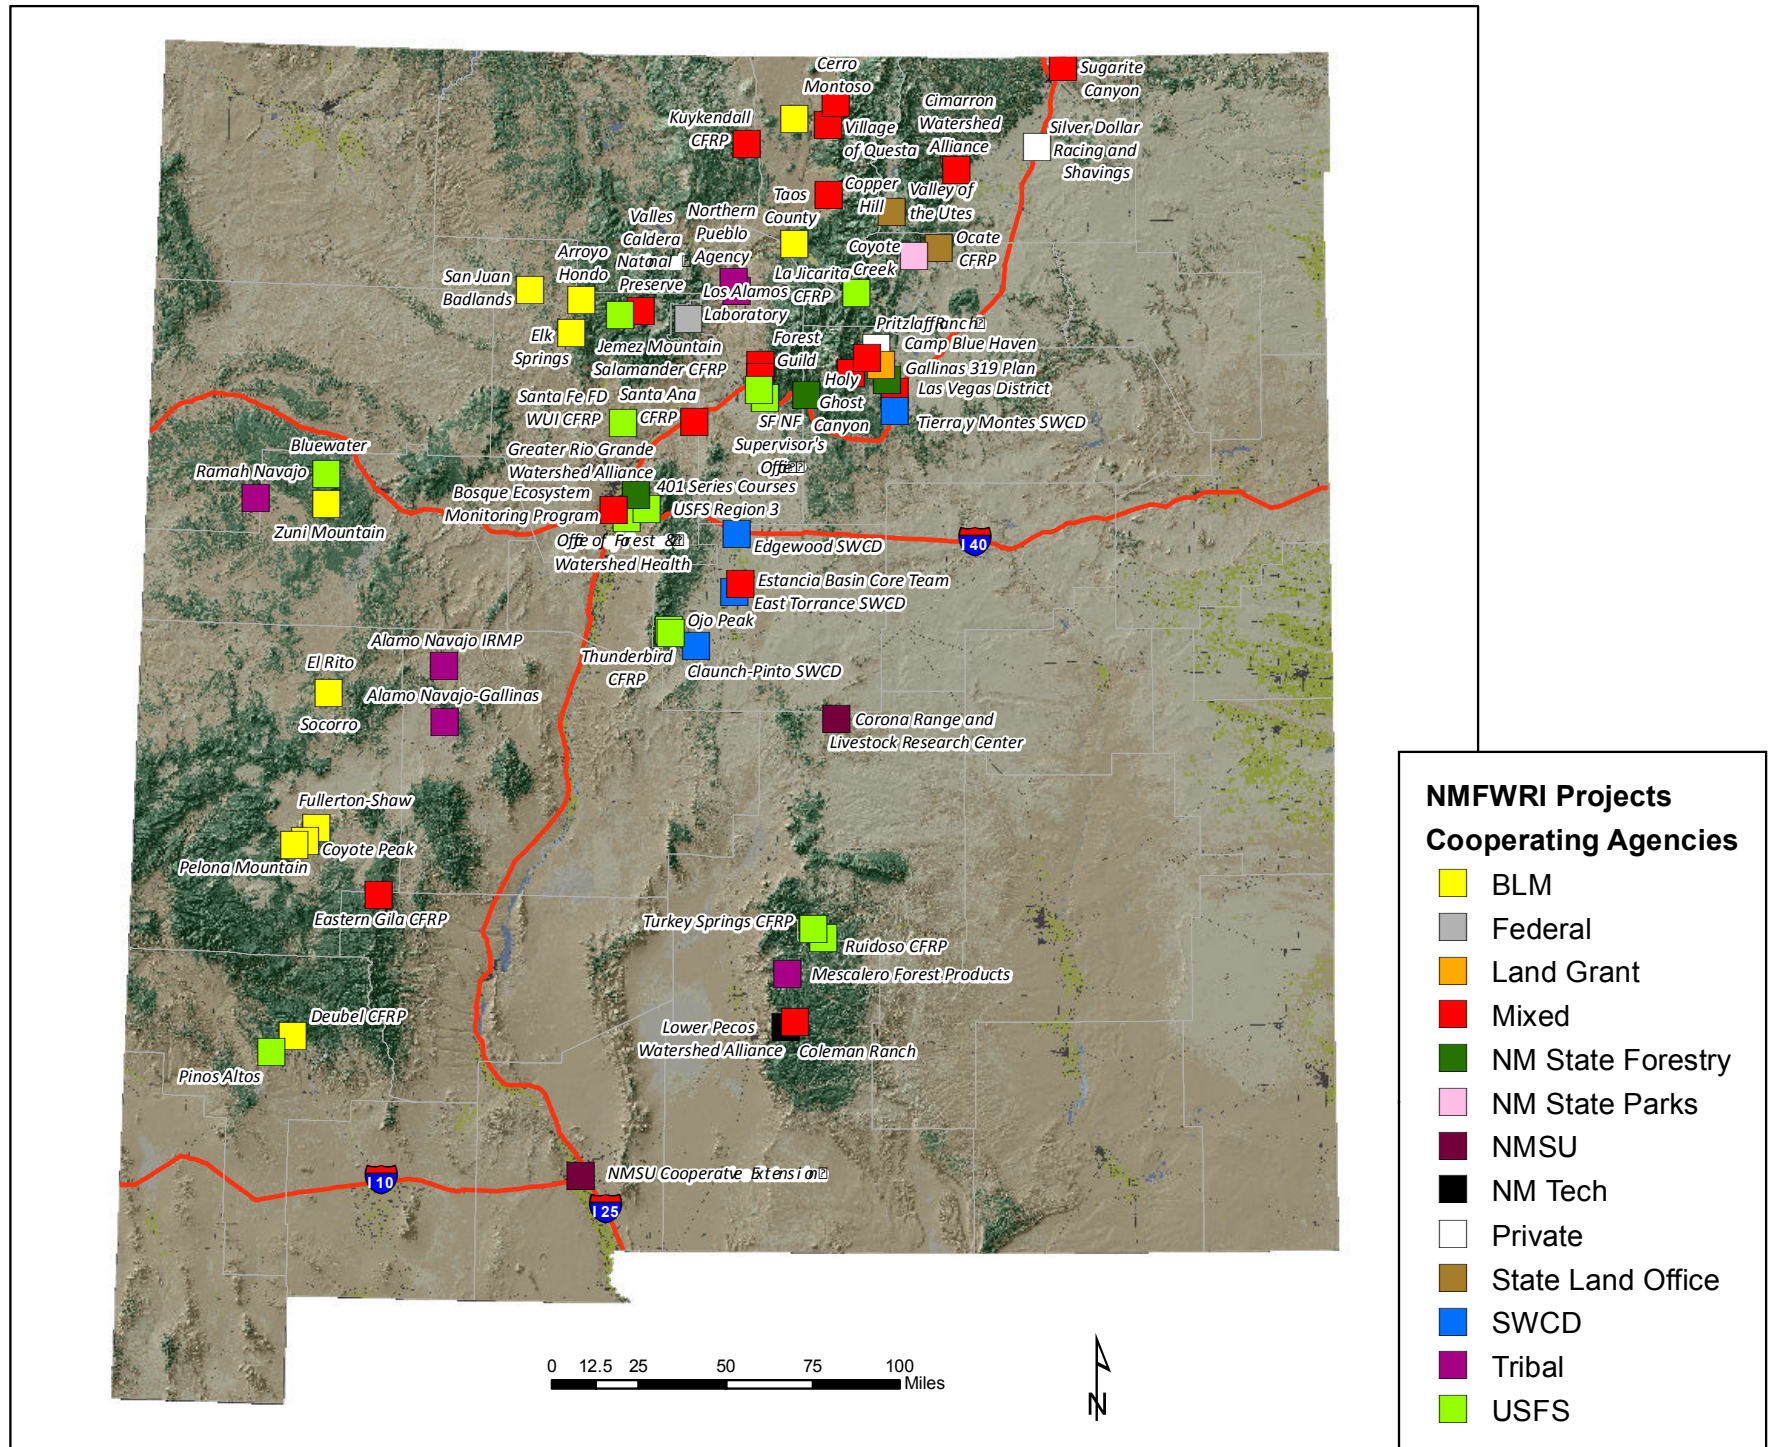 Cerro
Montoso
Sugarite
Canyon
Kuykendall
CFRP
Cimarron
Watershed
Alliance
Village
of Questa
Silver Dollar
Racing and
Shavings
Taos
County
Copper
Hill
Valley of
the Utes
Valles
Caldera
Preserve
Northern
Pueblo
Agency
Arroyo
Hondo
Coyote
Creek
Ocate
CFRP
San Juan
Badlands
La Jicarita
CFRP
Los Alamos
Laboratory
Elk
Springs
Jemez Mountain
Salamander CFRP
Forest
Guild
Camp Blue Haven
Gallinas 319 Plan
Las Vegas District
Holy
Ghost
Canyon
Tierra y Montes SWCD
Santa Fe FD
WUI CFRP
Santa Ana
CFRP
SF NF
Supervisor's
Greater Rio Grande
Watershed Alliance
401 Series Courses
Bluewater
Ramah Navajo
Zuni Mountain
Bosque Ecosystem
Monitoring Program
USFS Region 3
Watershed Health
Edgewood SWCD
I 40
Estancia Basin Core Team
East Torrance SWCD
Ojo Peak
Thunderbird
CFRP
Claunch-Pinto SWCD
Alamo Navajo IRMP
El Rito
Alamo Navajo-Gallinas
Socorro
Corona Range and
Livestock Research Center
Fullerton-Shaw
Coyote Peak
Pelona Mountain
Eastern Gila CFRP
Turkey Springs CFRP
Ruidoso CFRP
Mescalero Forest Products
Deubel CFRP
Pinos Altos
Lower Pecos
Watershed Alliance
Coleman Ranch
NMSU
I 10
I 25
0 12.5 25 50 75 100
Miles
N
NMFWRI Projects
Cooperating Agencies
BLM
Federal
Land Grant
Mixed
NM State Forestry
NM State Parks
NMSU
NM Tech
Private
State Land Office
SWCD
Tribal
USFS